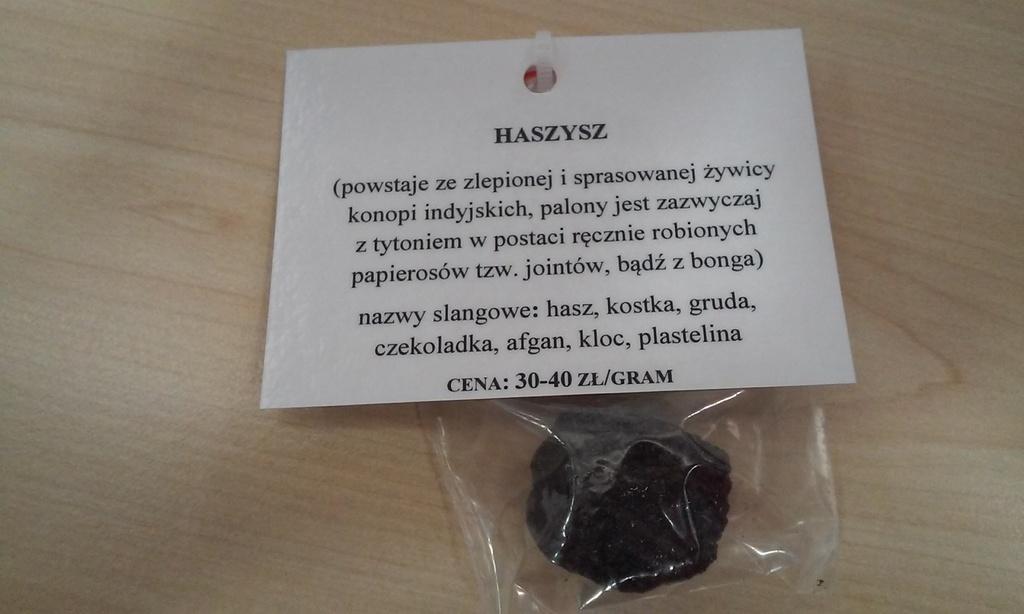 HASZYSZ
(powstaje ze zlepionej i sprasowanej żywicy
konopi indyjskich, palony jest zazwyczaj
z tytoniem w postaci ręcznie robionych
papierosów tzw. jointów, bądź z bonga)
nazwy slangowe: hasz, kostka, gruda,
czekoladka, afgan, kloc, plastelina
CENA: 30-40 ZŁ/GRAM